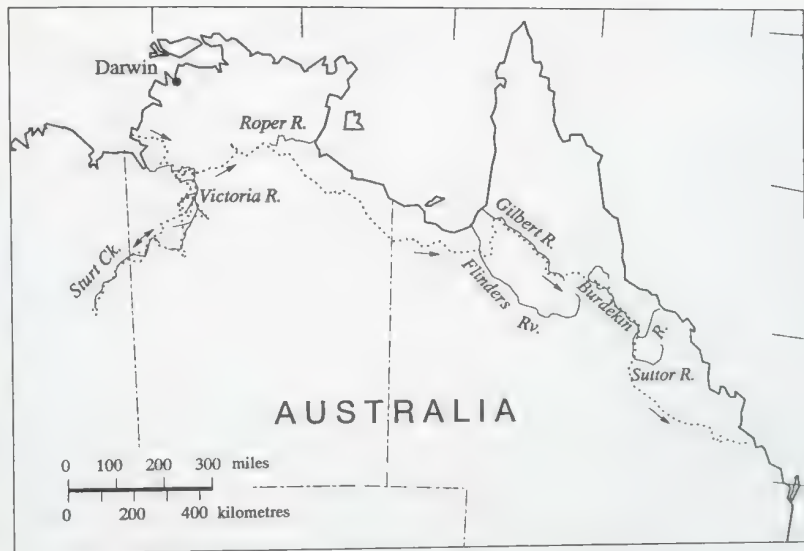 Darwin
Roper R.
Victoria R.
Sturt Ck.
Gilbert R.
Flinders Rv.
Burdekin R.
Suttor R.
AUSTRALIA
0 100 200 300 miles
0 200 400 kilometres